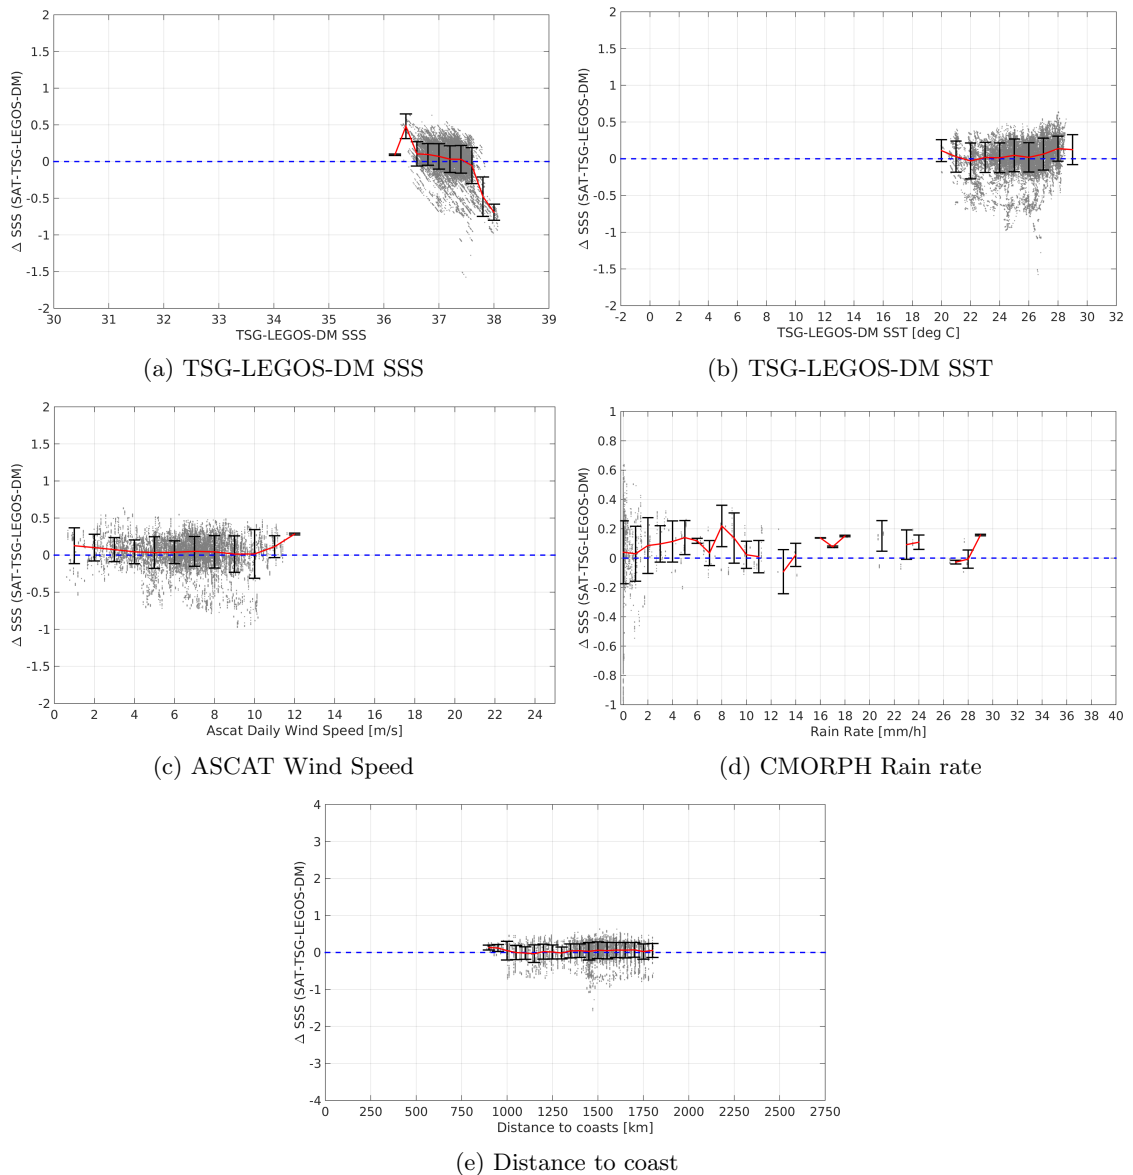 2
1.5
1
0.5
0
-0.5
-1
-1.5
-2
Δ SSS (SAT-TSG-LEGOS-DM)
30 31 32 33 34 35 36 37 38 39
TSG-LEGOS-DM SSS
(a) TSG-LEGOS-DM SSS
2
1.5
1
0.5
0
-0.5
-1
-1.5
-2
Δ SSS (SAT-TSG-LEGOS-DM)
-2 0 2 4 6 8 10 12 14 16 18 20 22 24 26 28 30 32
TSG-LEGOS-DM SST [deg C]
(b) TSG-LEGOS-DM SST
2
1.5
1
0.5
0
-0.5
-1
-1.5
-2
Δ SSS (SAT-TSG-LEGOS-DM)
0 2 4 6 8 10 12 14 16 18 20 22 24
Ascat Daily Wind Speed [m/s]
(c) ASCAT Wind Speed
1
0.8
0.6
0.4
0.2
0
-0.2
-0.4
-0.6
-0.8
-1
Δ SSS (SAT-TSG-LEGOS-DM)
0 2 4 6 8 10 12 14 16 18 20 22 24 26 28 30 32 34 36 38 40
Rain Rate [mm/h]
(d) CMORPH Rain rate
4
3
2
1
0
-1
-2
-3
-4
Δ SSS (SAT-TSG-LEGOS-DM)
0 250 500 750 1000 1250 1500 1750 2000 2250 2500 2750
Distance to coasts [km]
(e) Distance to coast